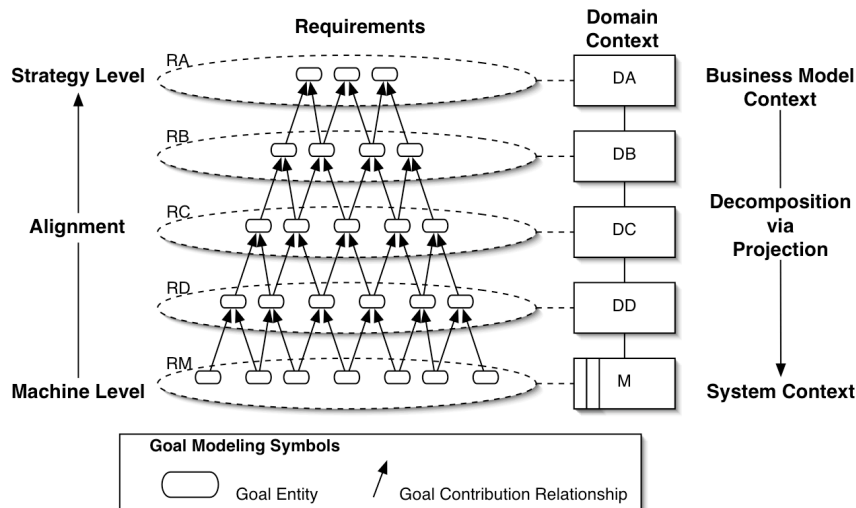 Requirements
Domain
Context
RA
Strategy Level
DA
Business Model
Context
RB
DB
Alignment
RC
DC
Decomposition
via
Projection
RD
DD
RM
Machine Level
M
System Context
Goal Modeling Symbols
Goal Entity
Goal Contribution Relationship